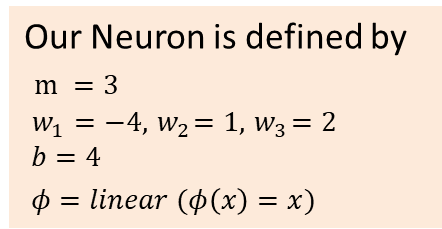 Our Neuron is defined by
m = 3
w₁ = −4, w₂ = 1, w₃ = 2
b = 4
ϕ = linear (ϕ(x) = x)